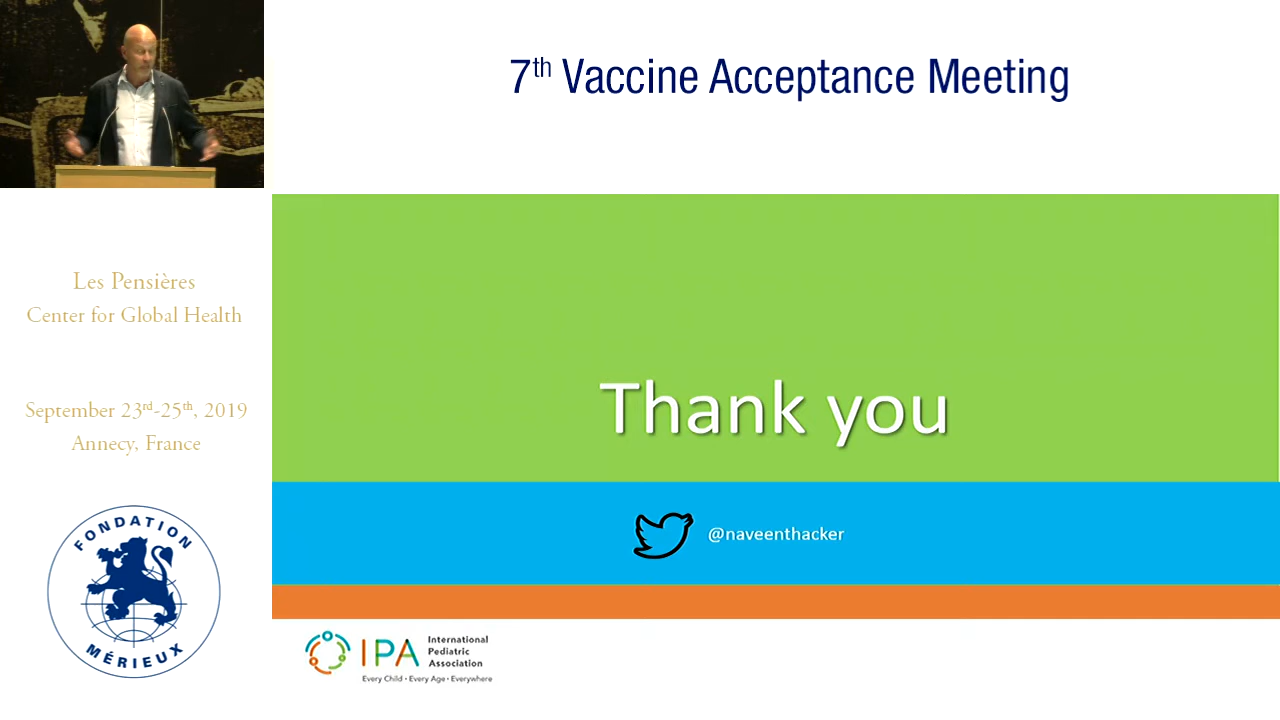 7th Vaccine Acceptance Meeting
Les Pensières
Center for Global Health
September 23rd-25th, 2019
Annecy, France
FONDATION
MÉRIEUX
Thank you
@naveenthacker
IPA
International
Pediatric
Association
Every Child • Every Age • Everywhere